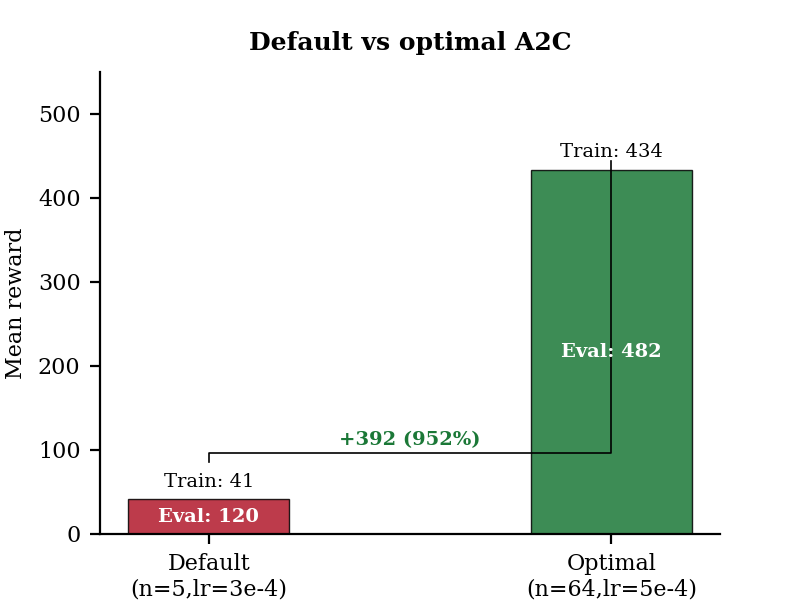 Default vs optimal A2C
Mean reward
500
400
300
200
100
0
Train: 434
Eval: 482
+392 (952%)
Train: 41
Eval: 120
Default
(n=5,lr=3e-4)
Optimal
(n=64,lr=5e-4)